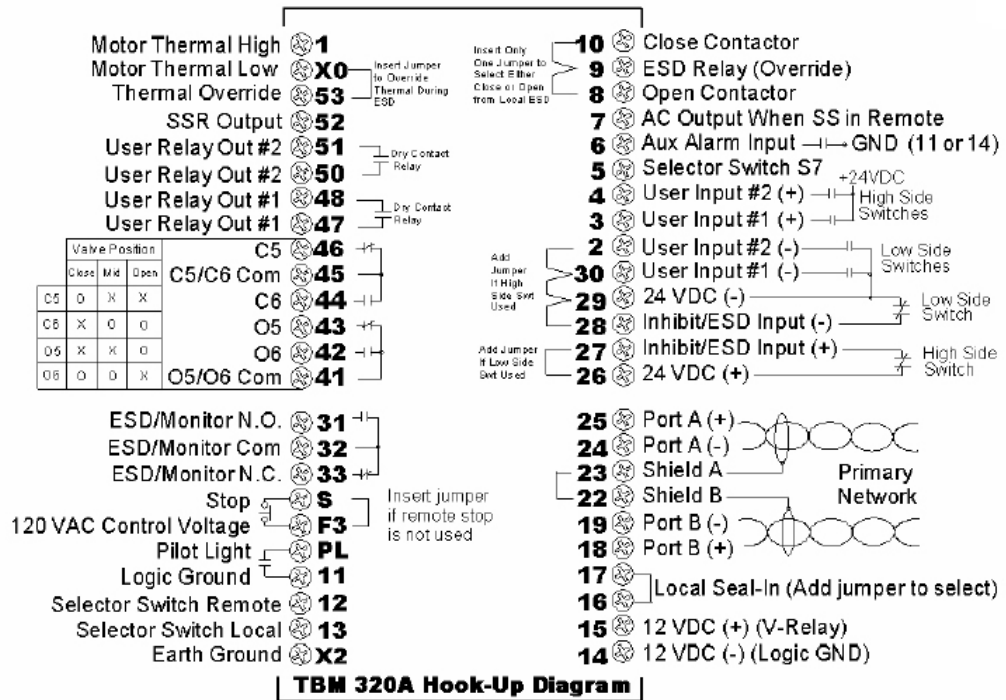 Motor Thermal High 1
Motor Thermal Low X0
Thermal Override 53
Insert Jumper
to Override
Thermal During
ESD
SSR Output 52
User Relay Out #2 51
User Relay Out #2 50
Dry Contact
Relay
User Relay Out #1 48
User Relay Out #1 47
Dry Contact
Relay
C5 46
C5/C6 Com 45
C6 44
O5 43
O6 42
O5/O6 Com 41
Valve Position
Close Mid Open
C5 O X X
C6 X O O
O5 X X O
O6 O O X
ESD/Monitor N.O. 31
ESD/Monitor Com 32
ESD/Monitor N.C. 33
Stop S
120 VAC Control Voltage F3
Insert jumper
if remote stop
is not used
Pilot Light PL
Logic Ground 11
Selector Switch Remote 12
Selector Switch Local 13
Earth Ground X2
Insert Only
One Jumper to
Select Either
Close or Open
from Local ESD
10 Close Contactor
9 ESD Relay (Override)
8 Open Contactor
7 AC Output When SS in Remote
6 Aux Alarm Input GND (11 or 14)
5 Selector Switch S7
+24VDC
4 User Input #2 (+)
3 User Input #1 (+)
High Side
Switches
2 User Input #2 (-)
30 User Input #1 (-)
Low Side
Switches
29 24 VDC (-)
28 Inhibit/ESD Input (-)
Low Side
Switch
Add
Jumper
If High
Side Swt
Used
27 Inhibit/ESD Input (+)
26 24 VDC (+)
High Side
Switch
Add Jumper
If Low Side
Swt Used
25 Port A (+)
24 Port A (-)
23 Shield A
22 Shield B
19 Port B (-)
18 Port B (+)
Primary
Network
17
16
Local Seal-In (Add jumper to select)
15 12 VDC (+) (V-Relay)
14 12 VDC (-) (Logic GND)
TBM 320A Hook-Up Diagram